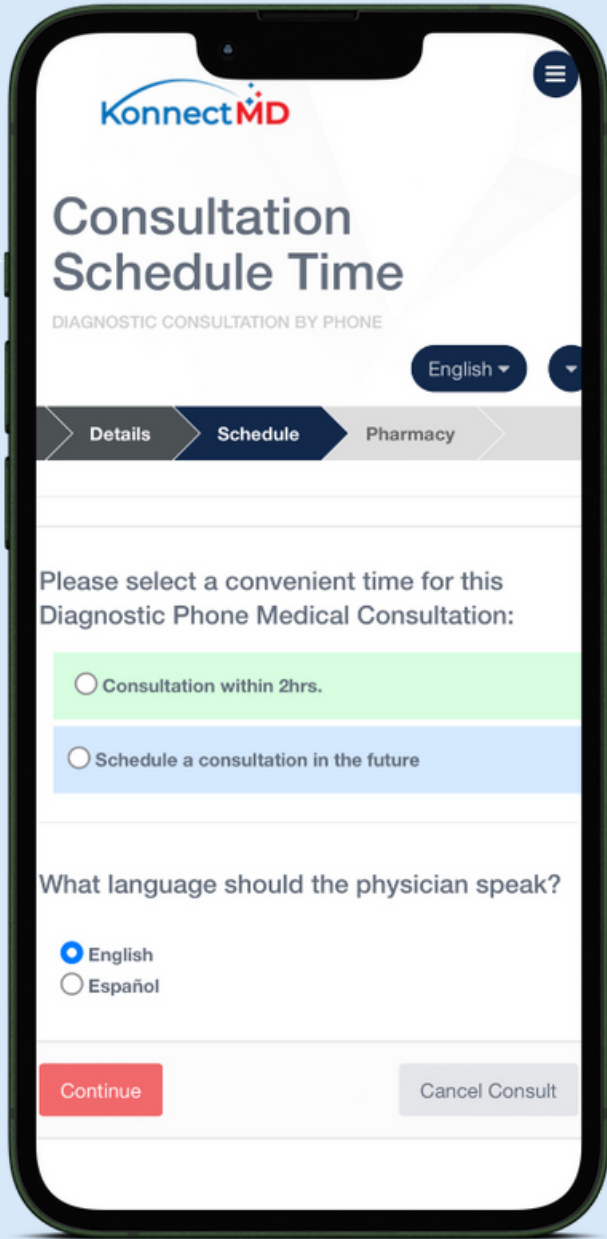 KonnectMD
Consultation
Schedule Time
DIAGNOSTIC CONSULTATION BY PHONE
English
Details Schedule Pharmacy
Please select a convenient time for this
Diagnostic Phone Medical Consultation:
Consultation within 2hrs.
Schedule a consultation in the future
What language should the physician speak?
English
Español
Continue Cancel Consult